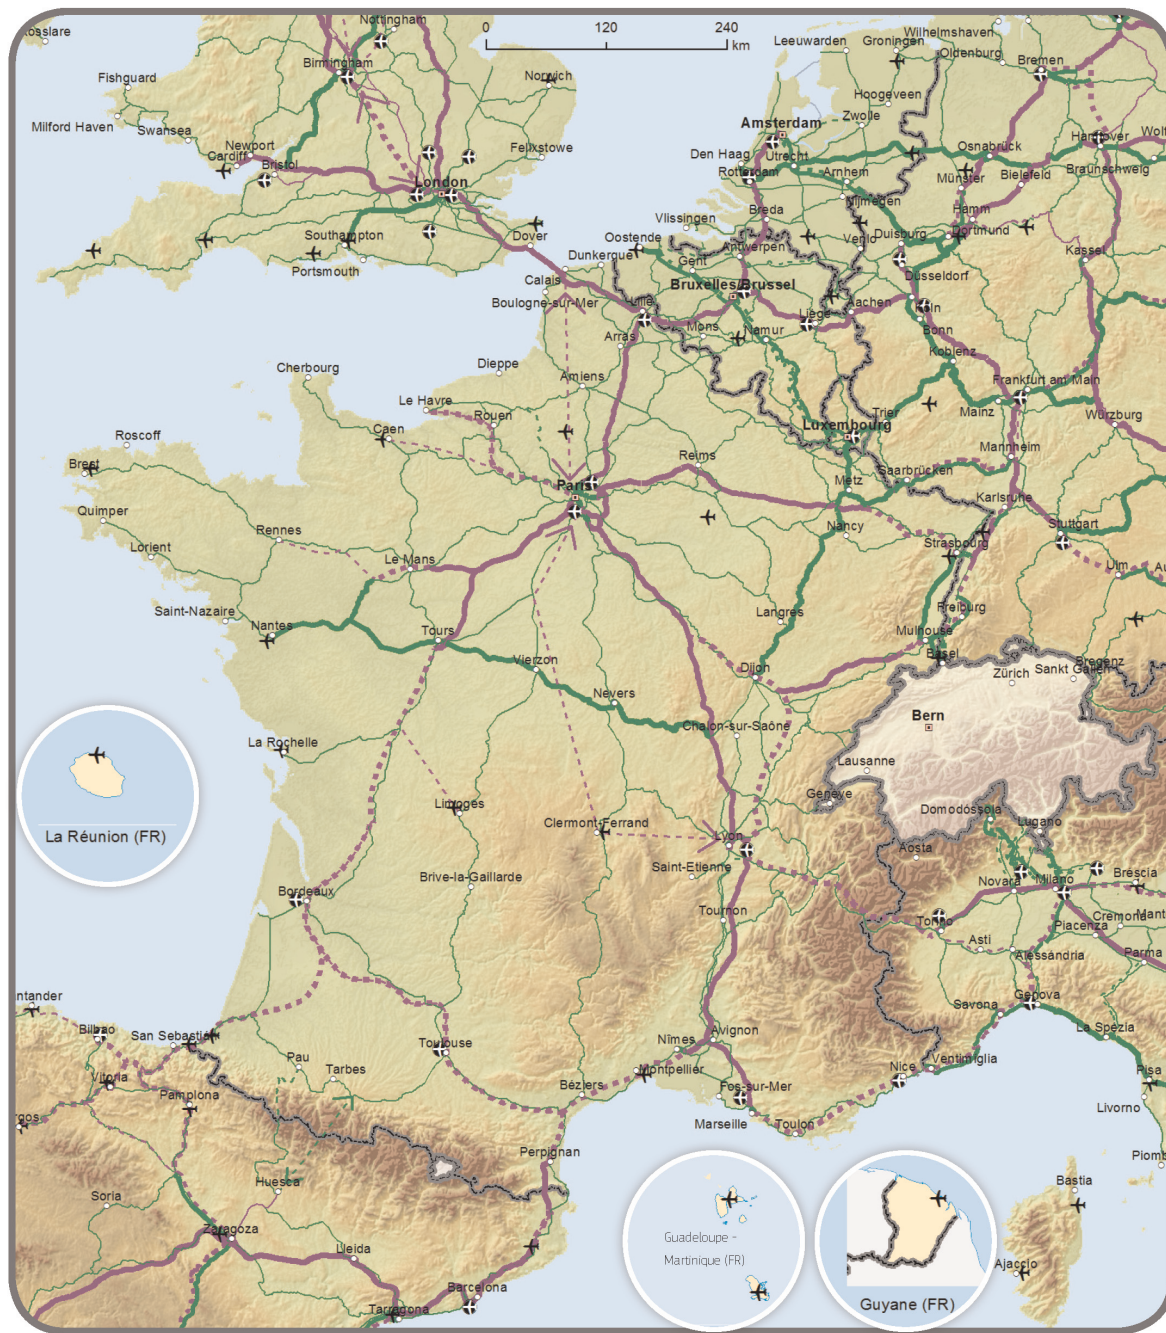 Nottingham
0 120 240
km
Wilhelmshaven
Leeuwarden
Groningen
Oldenburg
Bremen
Birmingham
Norwich
Fishguard
Hoogeveen
Zwolle
Milford Haven
Swansea
Amsterdam
Hannover
Newport
Cardiff
Bristol
Felixstowe
Den Haag
Utrecht
Osnabrück
Rotterdam
Arnhem
Münster
Bielefeld
Braunschweig
London
Nijmegen
Breda
Hamm
Vlissingen
Southampton
Dover
Oostende
Antwerpen
Venlo
Duisburg
Dortmund
Portsmouth
Dunkerque
Gent
Kassel
Calais
Bruxelles/Brussel
Düsseldorf
Boulogne-sur-Mer
Lille
Liège
Aachen
Köln
Arras
Mons
Namur
Bonn
Koblenz
Cherbourg
Dieppe
Amiens
Frankfurt am Main
Le Havre
Rouen
Trier
Mainz
Würzburg
Caen
Luxembourg
Roscoff
Mannheim
Brest
Reims
Saarbrücken
Paris
Metz
Karlsruhe
Quimper
Rennes
Nancy
Stuttgart
Lorient
Strasbourg
Le Mans
Ulm
Saint-Nazaire
Langres
Freiburg
Nantes
Tours
Mulhouse
Vierzon
Basel
Dijon
Zürich
Sankt Gallen
Bregenz
Nevers
Bern
Chalon-sur-Saône
La Rochelle
Lausanne
Genève
Limoges
Domodossola
Clermont-Ferrand
Lyon
Lugano
La Réunion (FR)
Aosta
Saint-Etienne
Brive-la-Gaillarde
Bordeaux
Novara
Milano
Brescia
Tournon
Torino
Cremona
Mant
Piacenza
Asti
Alessandria
Parma
ntander
Savona
Genova
Bilbao
San Sebastián
Avignon
La Spezia
Toulouse
Nîmes
Pau
Tarbes
Montpellier
Nice
Ventimiglia
Vitoria
Béziers
Fos-sur-Mer
Pisa
Pamplona
Livorno
rgos
Marseille
Toulon
Perpignan
Piomb
Huesca
Bastia
Soria
Zaragoza
Guadeloupe -
Martinique (FR)
Lleida
Ajaccio
Barcelona
Guyane (FR)
Tarragona